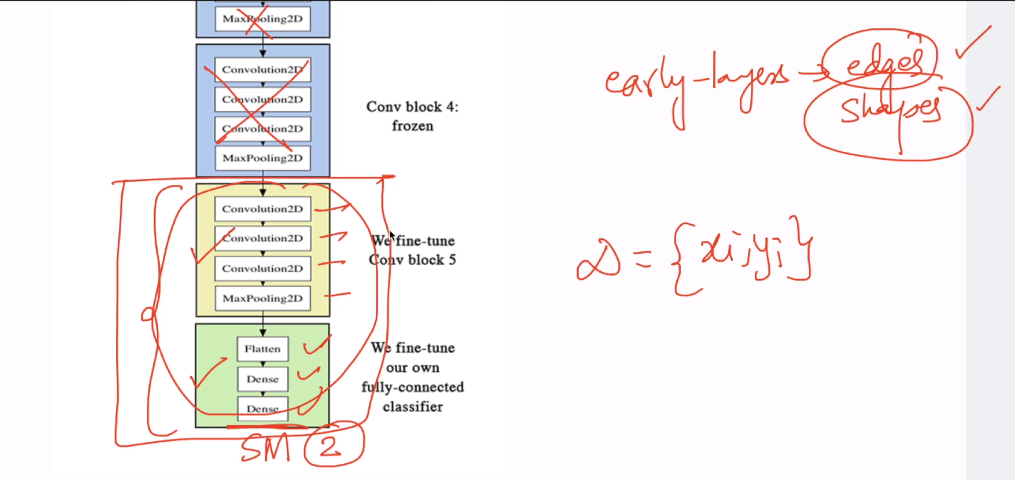 MaxPooling2D
Convolution2D
Convolution2D
Convolution2D
MaxPooling2D
Conv block 4:
frozen
early-layers → edges
shapes
Convolution2D
Convolution2D
Convolution2D
MaxPooling2D
We fine-tune
Conv block 5
D = {xi, yi}
Flatten
Dense
Dense
We fine-tune
our own
fully-connected
classifier
SM 2